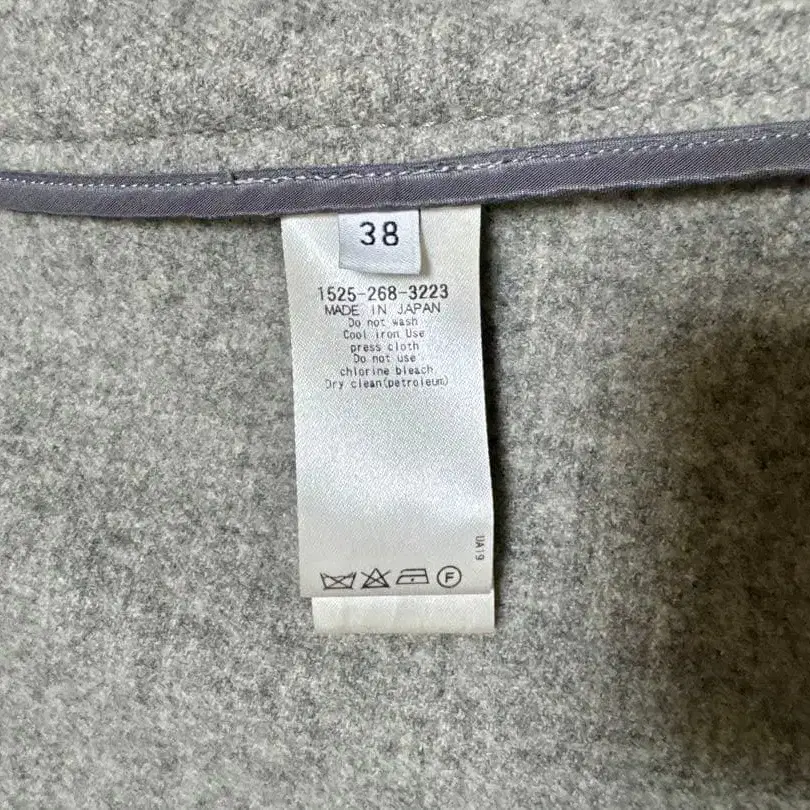 38
1525-268-3223
MADE IN JAPAN
Do not wash
Cool iron Use
press cloth
Do not use
chlorine bleach
Dry clean(petroleum)
UA19
F